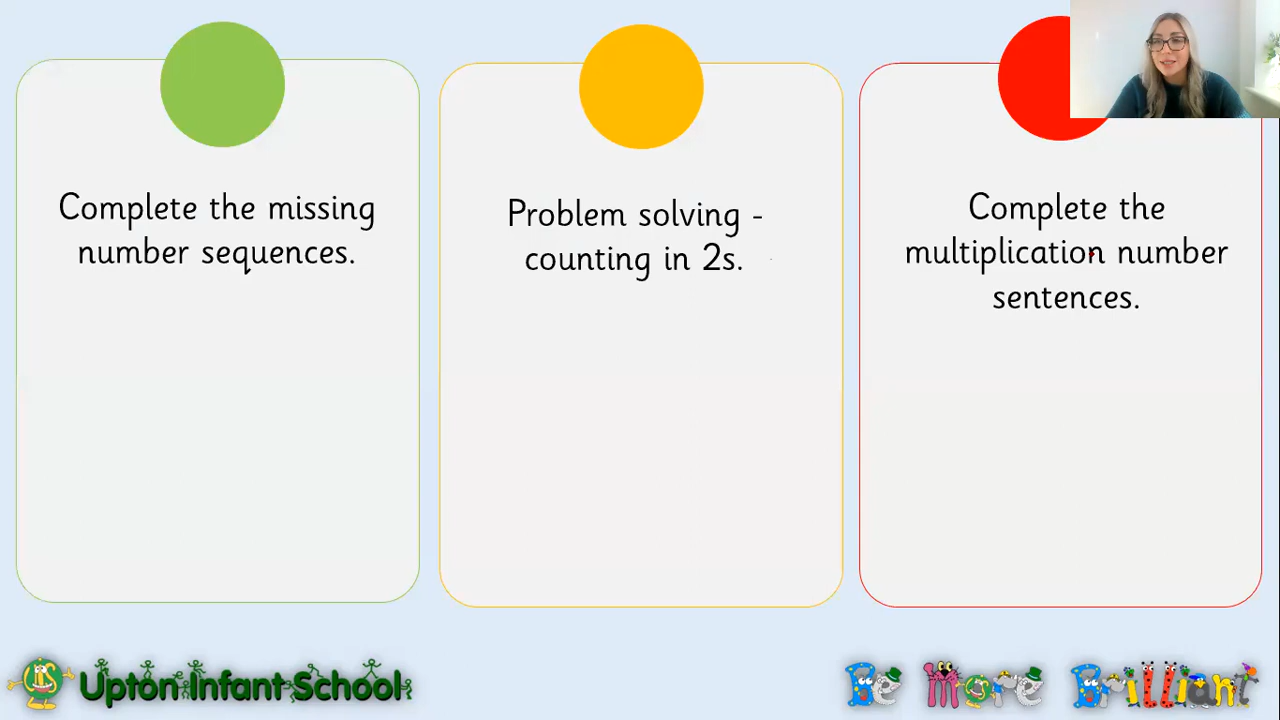 Complete the missing
number sequences.
Problem solving -
counting in 2s.
Complete the
multiplication number
sentences.
Upton Infant School
Be More Brilliant